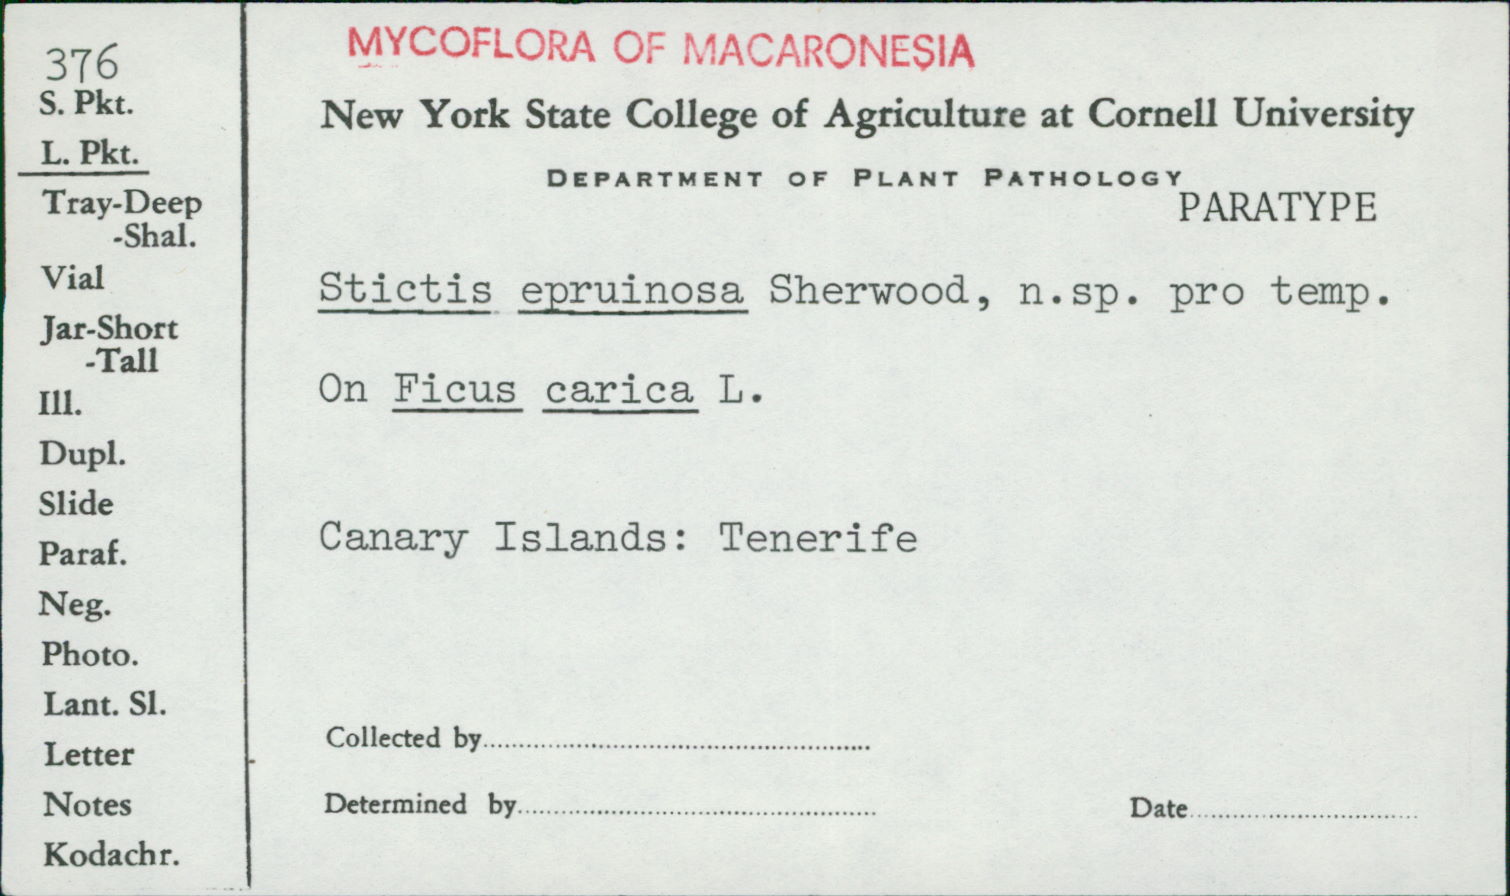 376
S. Pkt.
L. Pkt.
Tray-Deep
-Shal.
Vial
Jar-Short
-Tall
Ill.
Dupl.
Slide
Paraf.
Neg.
Photo.
Lant. Sl.
Letter
Notes
Kodachr.
MYCOFLORA OF MACARONESIA
New York State College of Agriculture at Cornell University
DEPARTMENT OF PLANT PATHOLOGY
PARATYPE
Stictis epruinosa Sherwood, n.sp. pro temp.
On Ficus carica L.
Canary Islands: Tenerife
Collected by
Determined by
Date